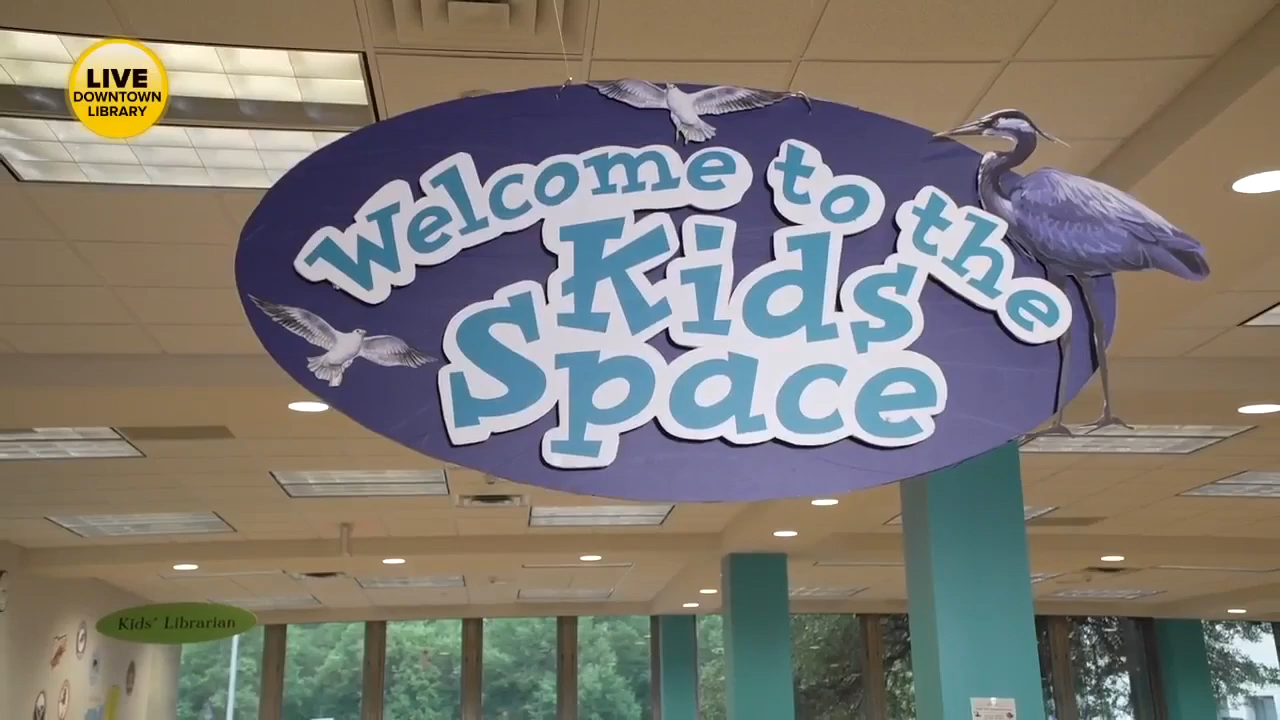 LIVE
DOWNTOWN
LIBRARY
Welcome to the
Kids
Space
Kids' Librarian